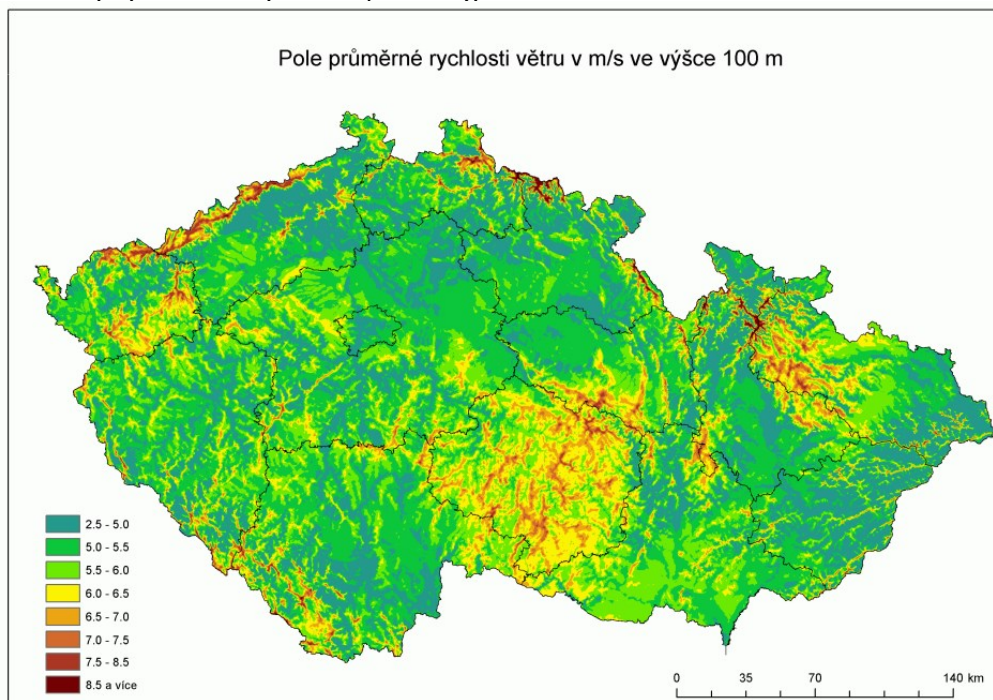 Pole průměrné rychlosti větru v m/s ve výšce 100 m
2.5 - 5.0
5.0 - 5.5
5.5 - 6.0
6.0 - 6.5
6.5 - 7.0
7.0 - 7.5
7.5 - 8.5
8.5 a více
0 35 70 140 km